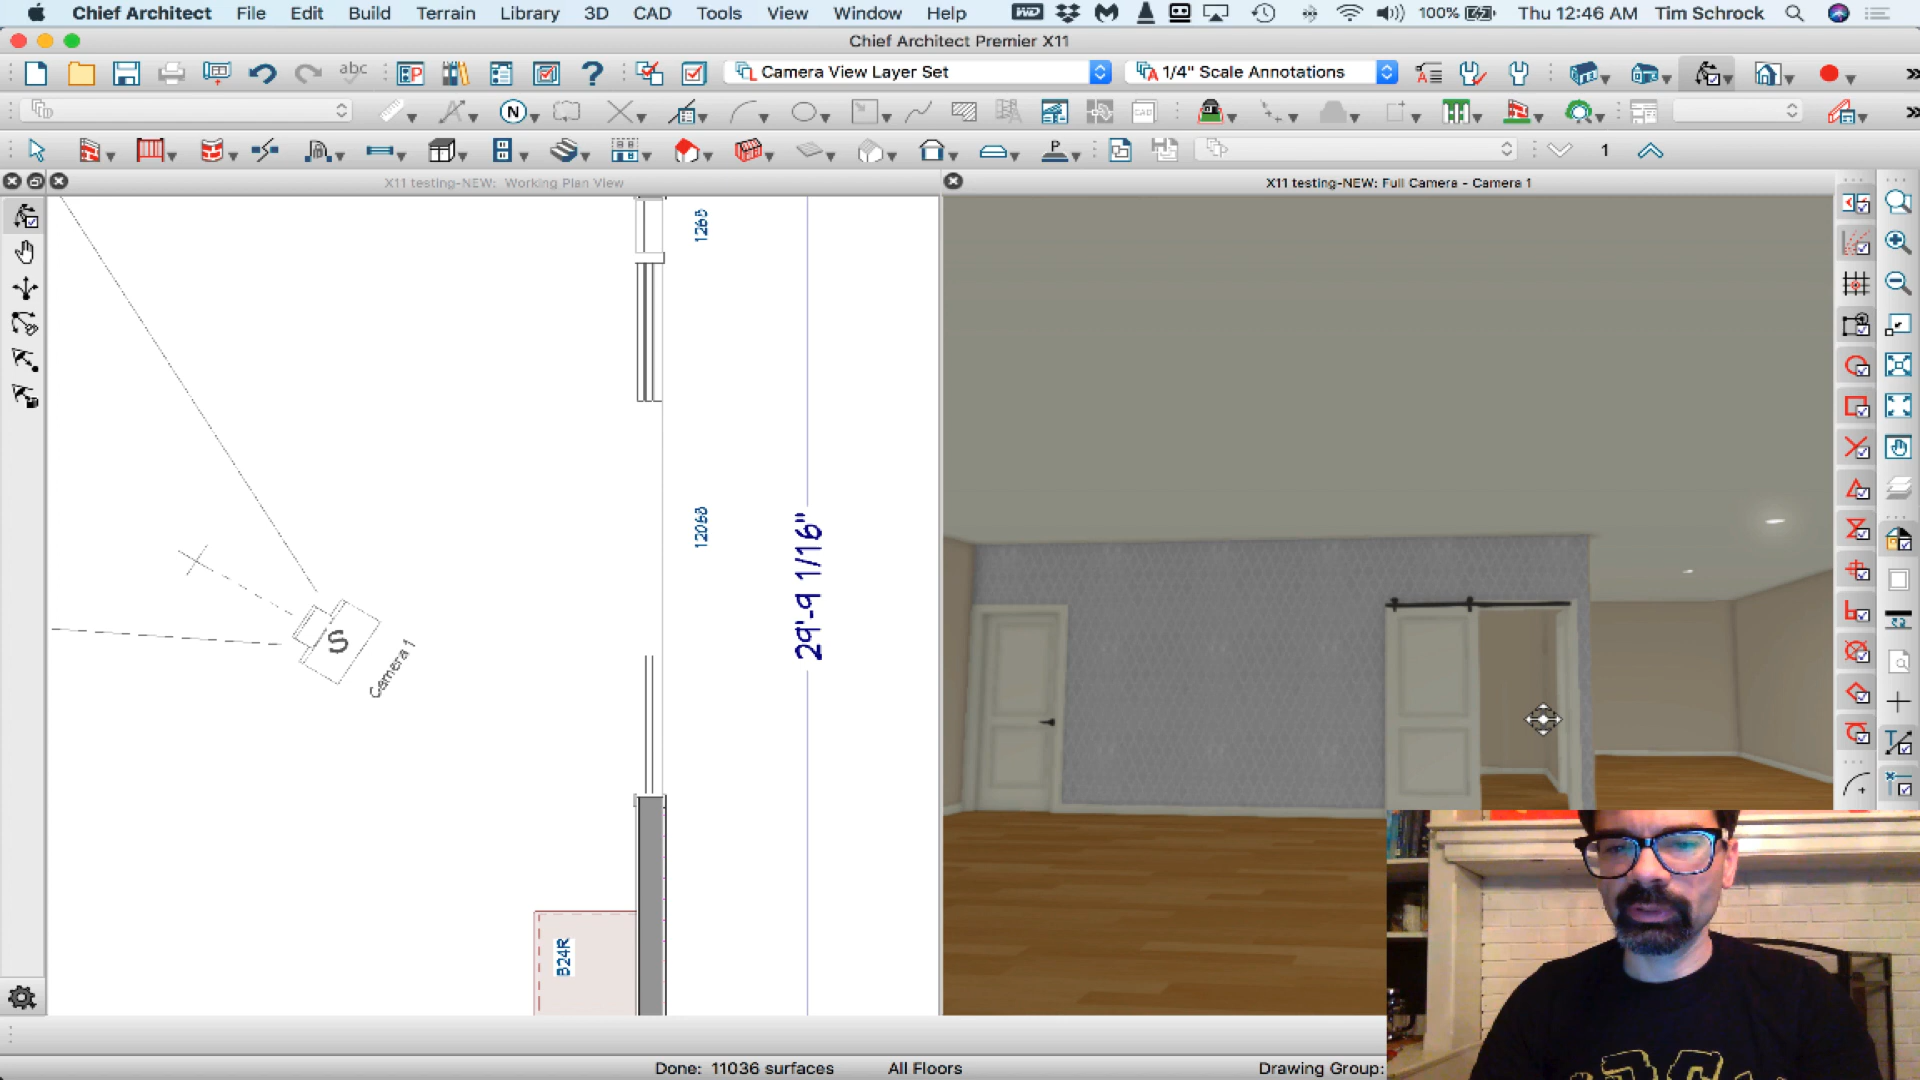 Chief Architect File Edit Build Terrain Library 3D CAD Tools View Window Help 100% Thu 12:46 AM Tim Schrock
Chief Architect Premier X11
abc Camera View Layer Set 1/4" Scale Annotations
N
P 1
X11 testing-NEW: Working Plan View
X11 testing-NEW: Full Camera - Camera 1
1268
12068
29'-9 1/16"
S
Camera 1
B24R
Done: 11036 surfaces All Floors Drawing Group: